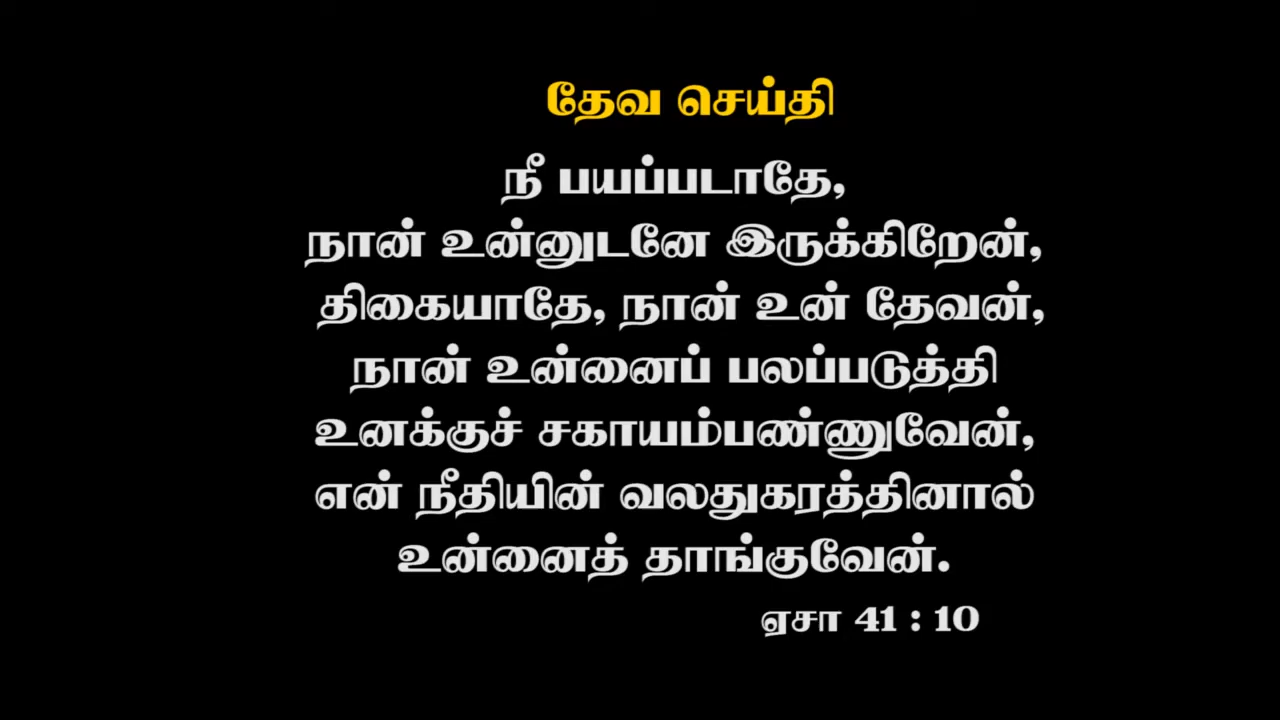 தேவ செய்தி
நீ பயப்படாதே,
நான் உன்னுடனே இருக்கிறேன்,
திகையாதே, நான் உன் தேவன்,
நான் உன்னைப் பலப்படுத்தி
உனக்குச் சகாயம்பண்ணுவேன்,
என் நீதியின் வலதுகரத்தினால்
உன்னைத் தாங்குவேன்.
ஏசா 41 : 10